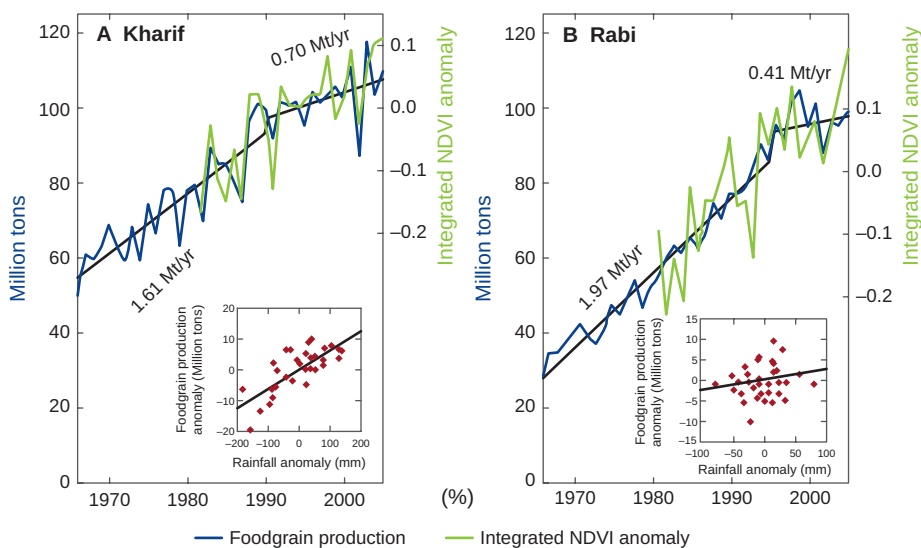 A Kharif
B Rabi
120
100
80
60
40
20
0
Million tons
0.1
0.0
–0.1
–0.2
Integrated NDVI anomaly
0.70 Mt/yr
1.61 Mt/yr
20
10
0
–10
–20
Foodgrain production
anomaly (Million tons)
–200 –100 0 100 200
Rainfall anomaly (mm)
1970 1980 1990 2000
(%)
120
100
80
60
40
20
0
Million tons
0.1
0.0
–0.1
–0.2
Integrated NDVI anomaly
0.41 Mt/yr
1.97 Mt/yr
15
10
5
0
–5
–10
–15
Foodgrain production
anomaly (Million tons)
–100 –50 0 50 100
Rainfall anomaly (mm)
1970 1980 1990 2000
Foodgrain production Integrated NDVI anomaly